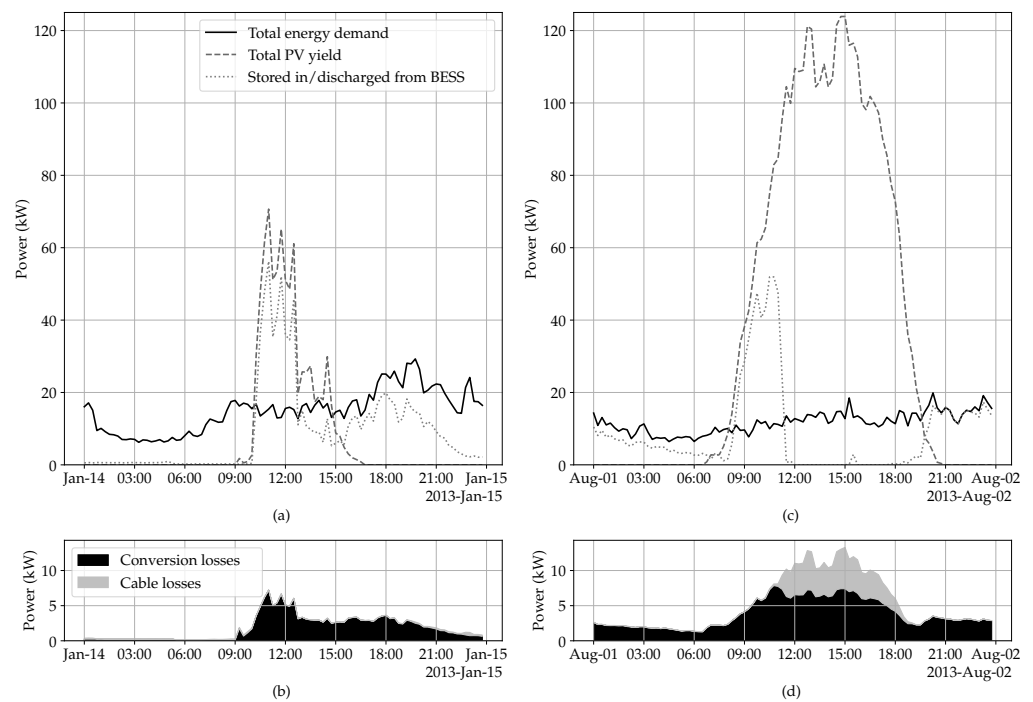 Total energy demand
Total PV yield
Stored in/discharged from BESS
Power (kW)
120
100
80
60
40
20
0
Jan-14 03:00 06:00 09:00 12:00 15:00 18:00 21:00 Jan-15
2013-Jan-15
(a)
Power (kW)
120
100
80
60
40
20
0
Aug-01 03:00 06:00 09:00 12:00 15:00 18:00 21:00 Aug-02
2013-Aug-02
(c)
Conversion losses
Cable losses
Power (kW)
10
5
0
Jan-14 03:00 06:00 09:00 12:00 15:00 18:00 21:00 Jan-15
2013-Jan-15
(b)
Power (kW)
10
5
0
Aug-01 03:00 06:00 09:00 12:00 15:00 18:00 21:00 Aug-02
2013-Aug-02
(d)